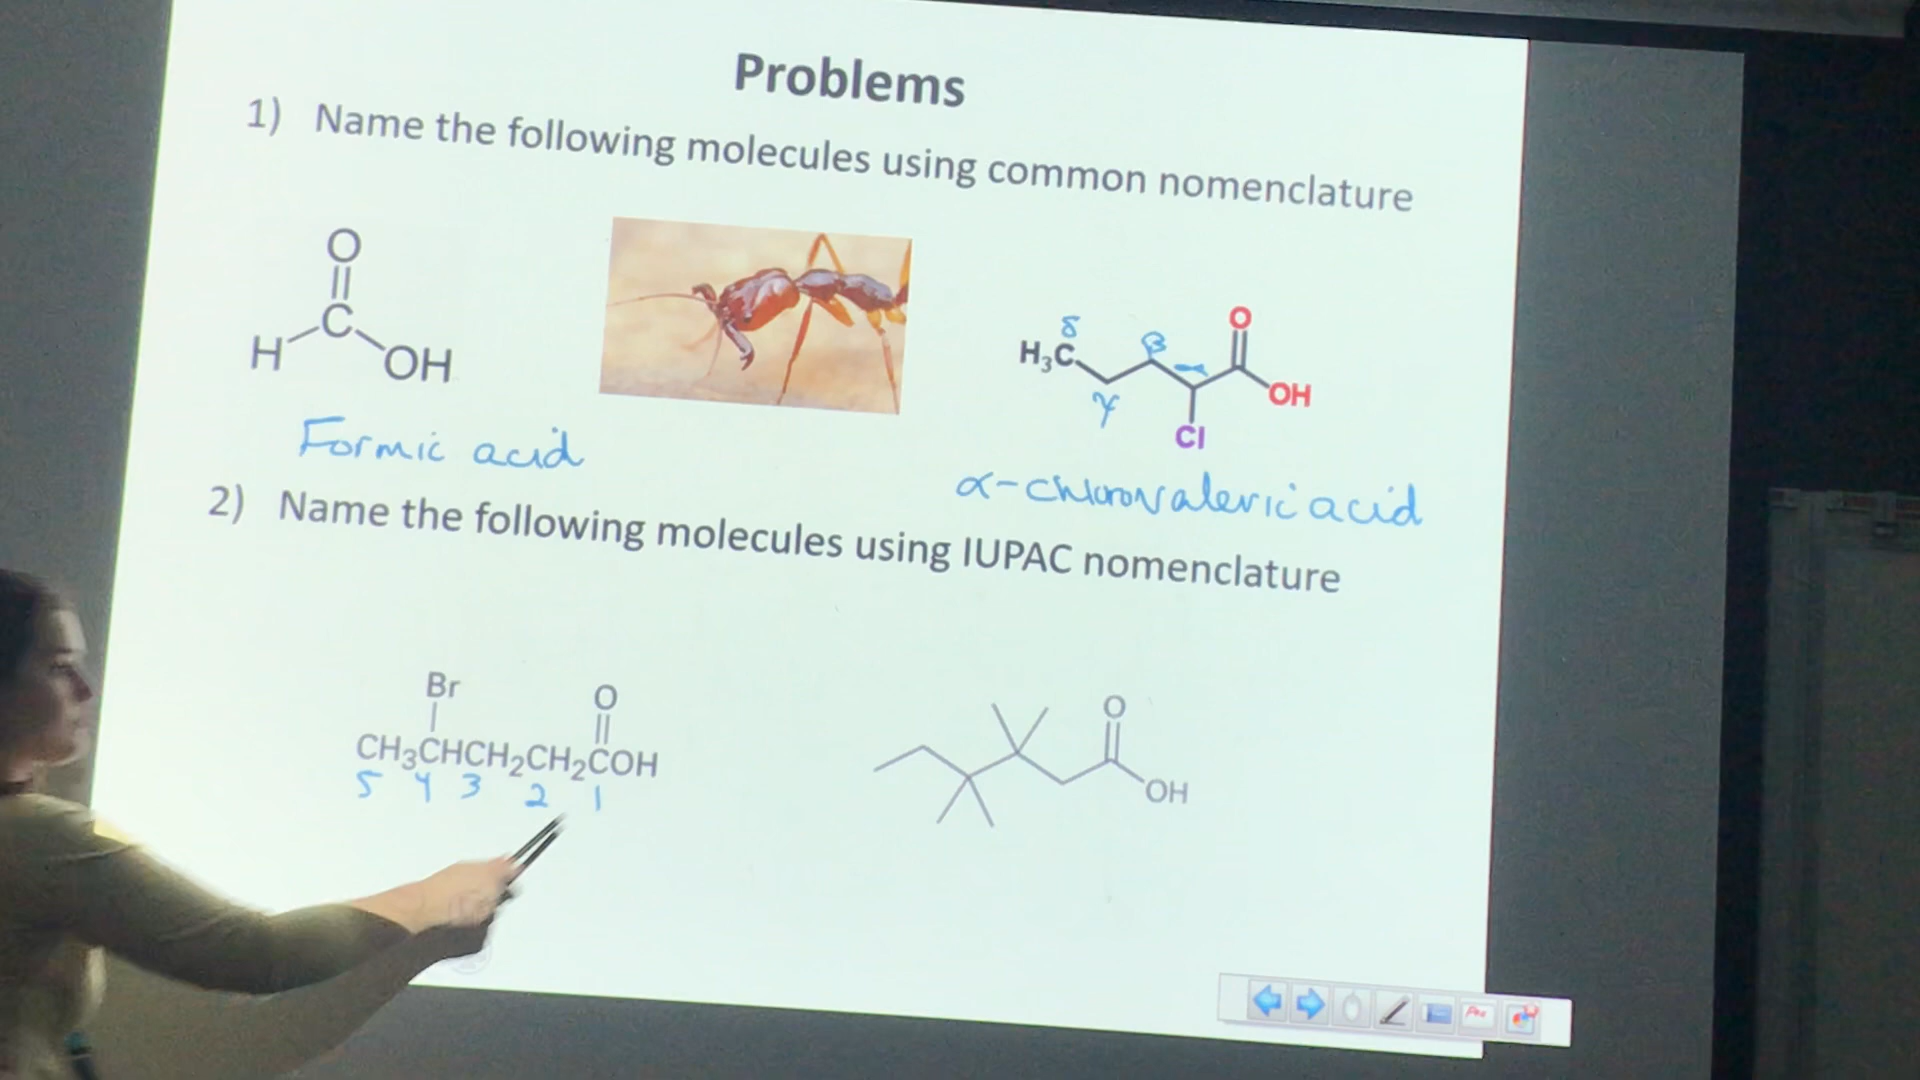 Problems
1) Name the following molecules using common nomenclature
O
C
H
OH
δ
β
O
H₃C
α
OH
γ
Cl
Formic acid
α-chlorovaleric acid
2) Name the following molecules using IUPAC nomenclature
Br
O
CH₃CHCH₂CH₂COH
5 4 3 2 1
O
OH